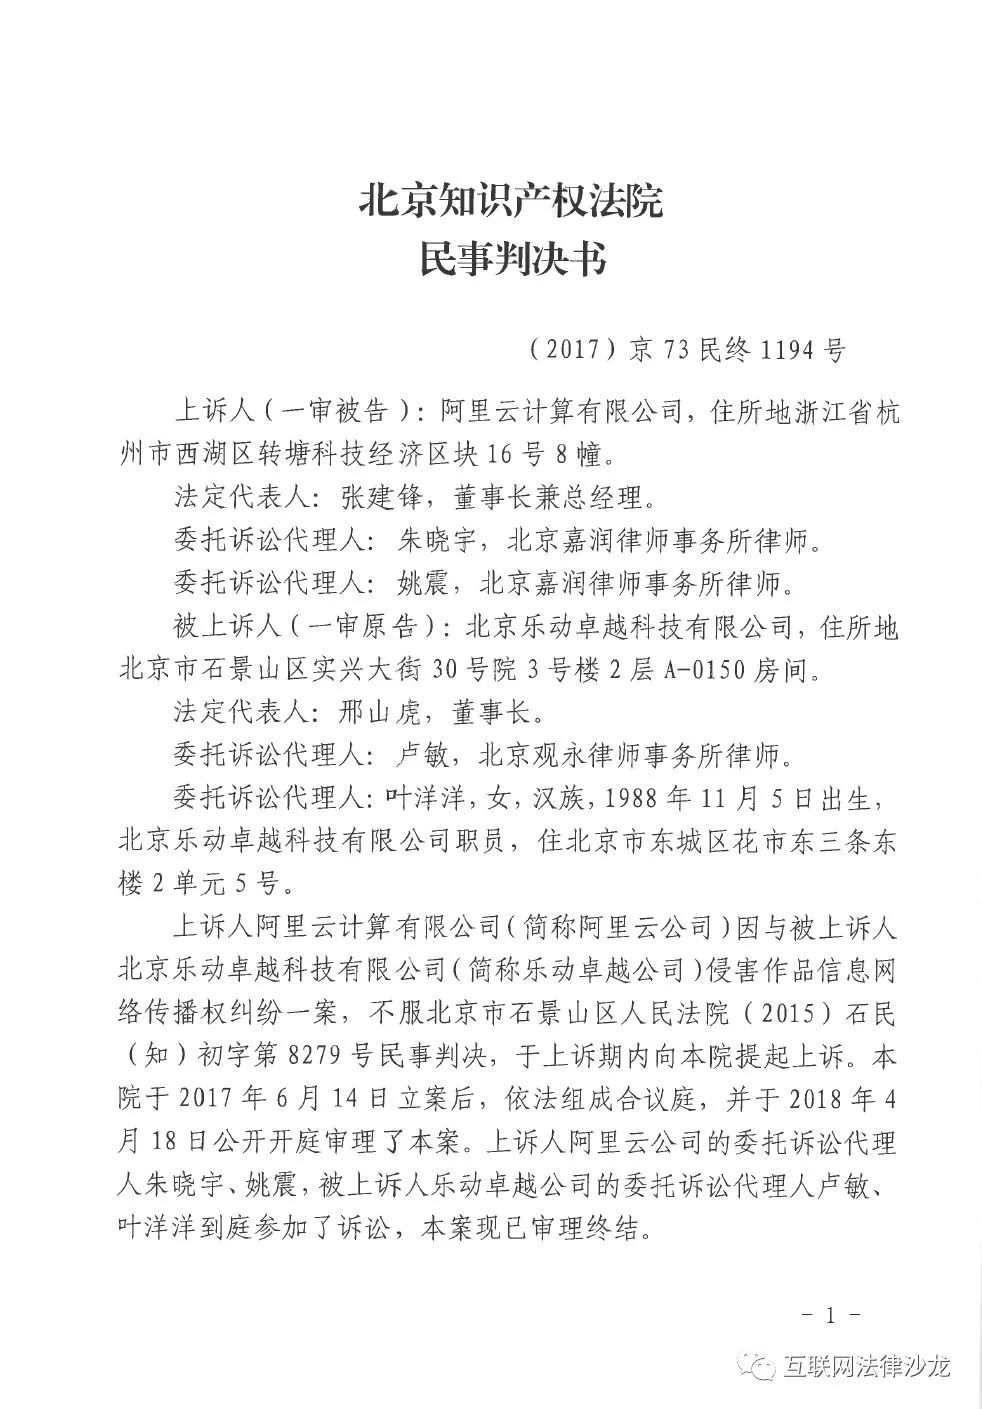 北京知识产权法院
民事判决书
（2017）京 73 民终 1194 号
上诉人（一审被告）：阿里云计算有限公司，住所地浙江省杭
州市西湖区转塘科技经济区块 16 号 8 幢。
法定代表人：张建锋，董事长兼总经理。
委托诉讼代理人：朱晓宇，北京嘉润律师事务所律师。
委托诉讼代理人：姚震，北京嘉润律师事务所律师。
被上诉人（一审原告）：北京乐动卓越科技有限公司，住所地
北京市石景山区实兴大街 30 号院 3 号楼 2 层 A-0150 房间。
法定代表人：邢山虎，董事长。
委托诉讼代理人：卢敏，北京观永律师事务所律师。
委托诉讼代理人：叶洋洋，女，汉族，1988 年 11 月 5 日出生，
北京乐动卓越科技有限公司职员，住北京市东城区花市东三条东
楼 2 单元 5 号。
上诉人阿里云计算有限公司（简称阿里云公司）因与被上诉人
北京乐动卓越科技有限公司（简称乐动卓越公司）侵害作品信息网
络传播权纠纷一案，不服北京市石景山区人民法院（2015）石民
（知）初字第 8279 号民事判决，于上诉期内向本院提起上诉。本
院于 2017 年 6 月 14 日立案后，依法组成合议庭，并于 2018 年 4
月 18 日公开开庭审理了本案。上诉人阿里云公司的委托诉讼代理
人朱晓宇、姚震，被上诉人乐动卓越公司的委托诉讼代理人卢敏、
叶洋洋到庭参加了诉讼，本案现已审理终结。
- 1 -
互联网法律沙龙